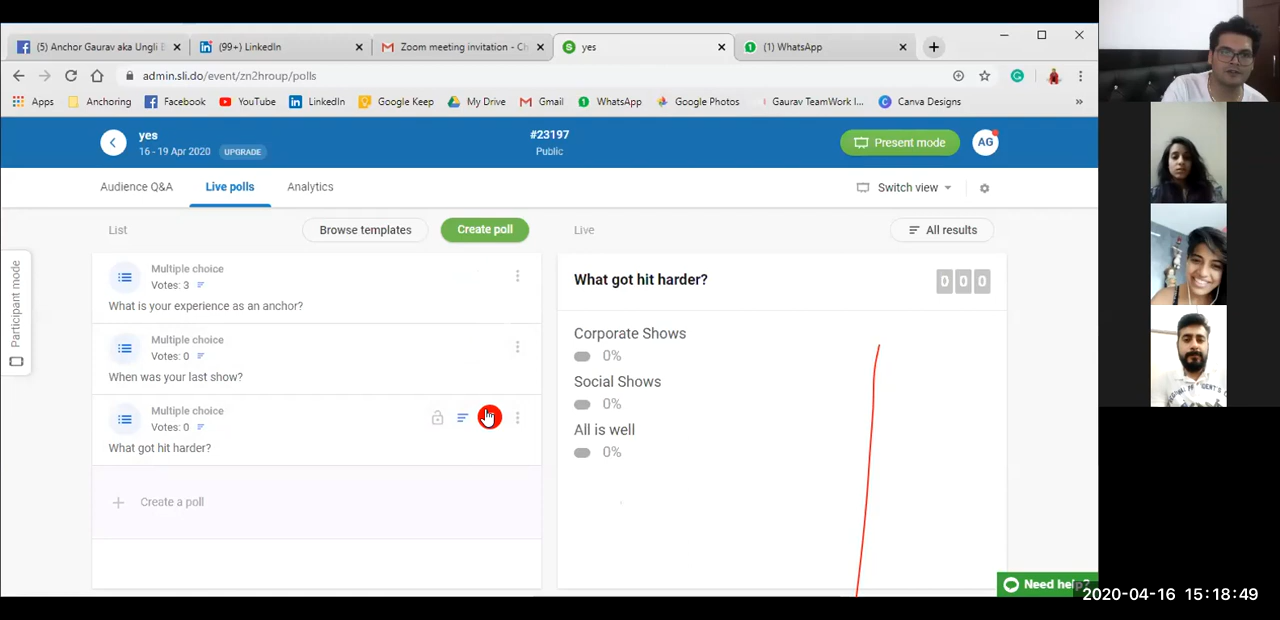 (5) Anchor Gaurav aka Ungli
(99+) LinkedIn
Zoom meeting invitation - C
yes
(1) WhatsApp
admin.sli.do/event/zn2hroup/polls
Apps Anchoring Facebook YouTube LinkedIn Google Keep My Drive Gmail WhatsApp Google Photos Gaurav TeamWork I... Canva Designs »
yes
16 - 19 Apr 2020 UPGRADE
#23197
Public
Present mode
AG
Audience Q&A Live polls Analytics
Switch view
List Browse templates Create poll
Live All results
Participant mode
Multiple choice
Votes: 3
What is your experience as an anchor?
Multiple choice
Votes: 0
When was your last show?
Multiple choice
Votes: 0
What got hit harder?
Create a poll
What got hit harder?
0 0 0
Corporate Shows
0%
Social Shows
0%
All is well
0%
Need help?
2020-04-16 15:18:49